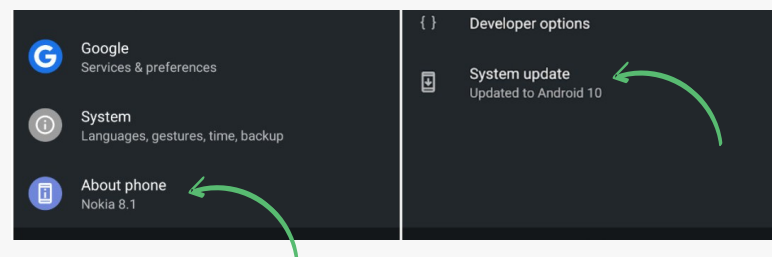 Google
Services & preferences
System
Languages, gestures, time, backup
About phone
Nokia 8.1
{ } Developer options
System update
Updated to Android 10